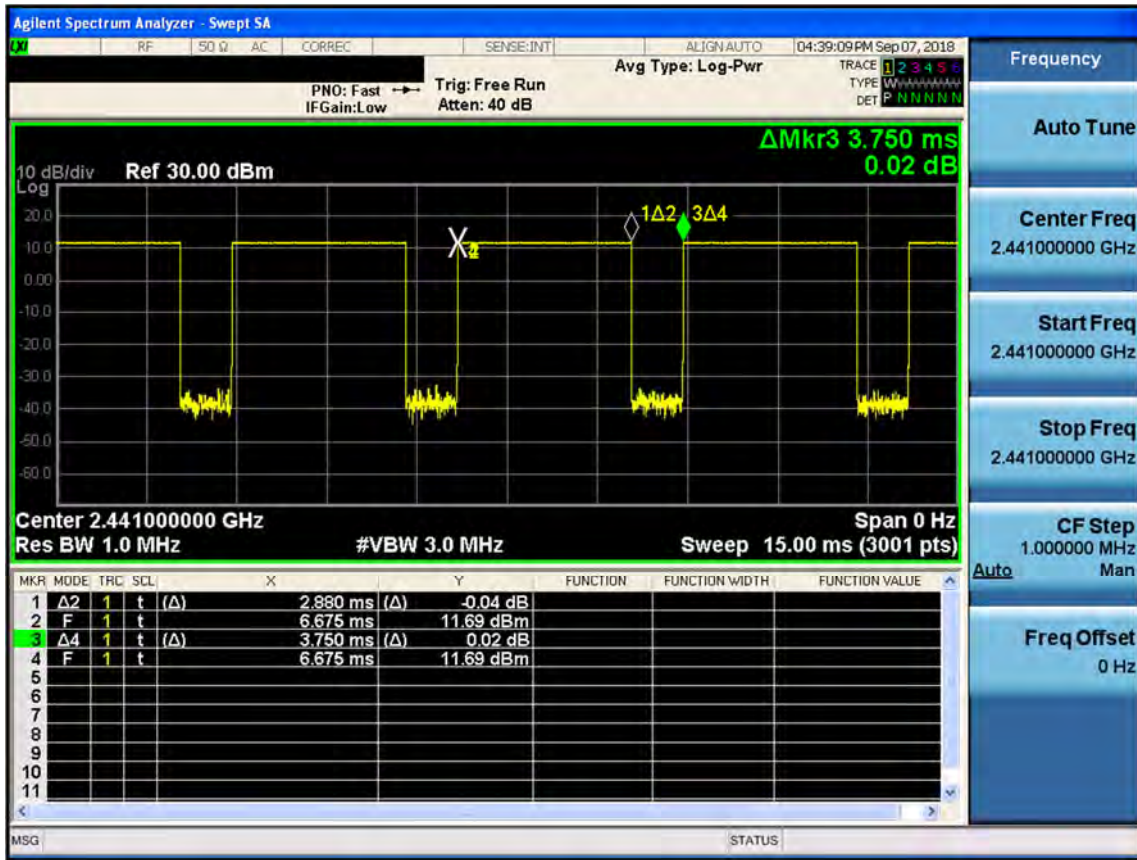 Agilent Spectrum Analyzer - Swept SA
LXI RF 50 Ω AC CORREC SENSE:INT ALIGN AUTO 04:39:09 PM Sep 07, 2018
Avg Type: Log-Pwr
TRACE 1 2 3 4 5 6
PNO: Fast Trig: Free Run
TYPE W
IFGain:Low Atten: 40 dB
DET P N N N N N
Frequency
Auto Tune
Center Freq
2.441000000 GHz
Start Freq
2.441000000 GHz
Stop Freq
2.441000000 GHz
CF Step
1.000000 MHz
Auto Man
Freq Offset
0 Hz
ΔMkr3 3.750 ms
0.02 dB
10 dB/div Ref 30.00 dBm
Log
20.0
10.0
0.00
-10.0
-20.0
-30.0
-40.0
-50.0
-60.0
1Δ2 3Δ4
X
Center 2.441000000 GHz Span 0 Hz
Res BW 1.0 MHz #VBW 3.0 MHz Sweep 15.00 ms (3001 pts)
MKR MODE TRC SCL X Y FUNCTION FUNCTION WIDTH FUNCTION VALUE
1 Δ2 1 t (Δ) 2.880 ms (Δ) -0.04 dB
2 F 1 t 6.675 ms 11.69 dBm
3 Δ4 1 t (Δ) 3.750 ms (Δ) 0.02 dB
4 F 1 t 6.675 ms 11.69 dBm
5
6
7
8
9
10
11
MSG STATUS